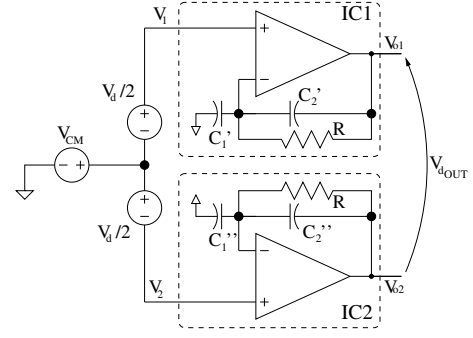 IC1
V1
Vo1
+
−
Vd/2
C2'
+
−
C1'
R
VCM
− +
VdOUT
+
−
R
Vd/2
C1''
C2''
−
V2
+
Vo2
IC2